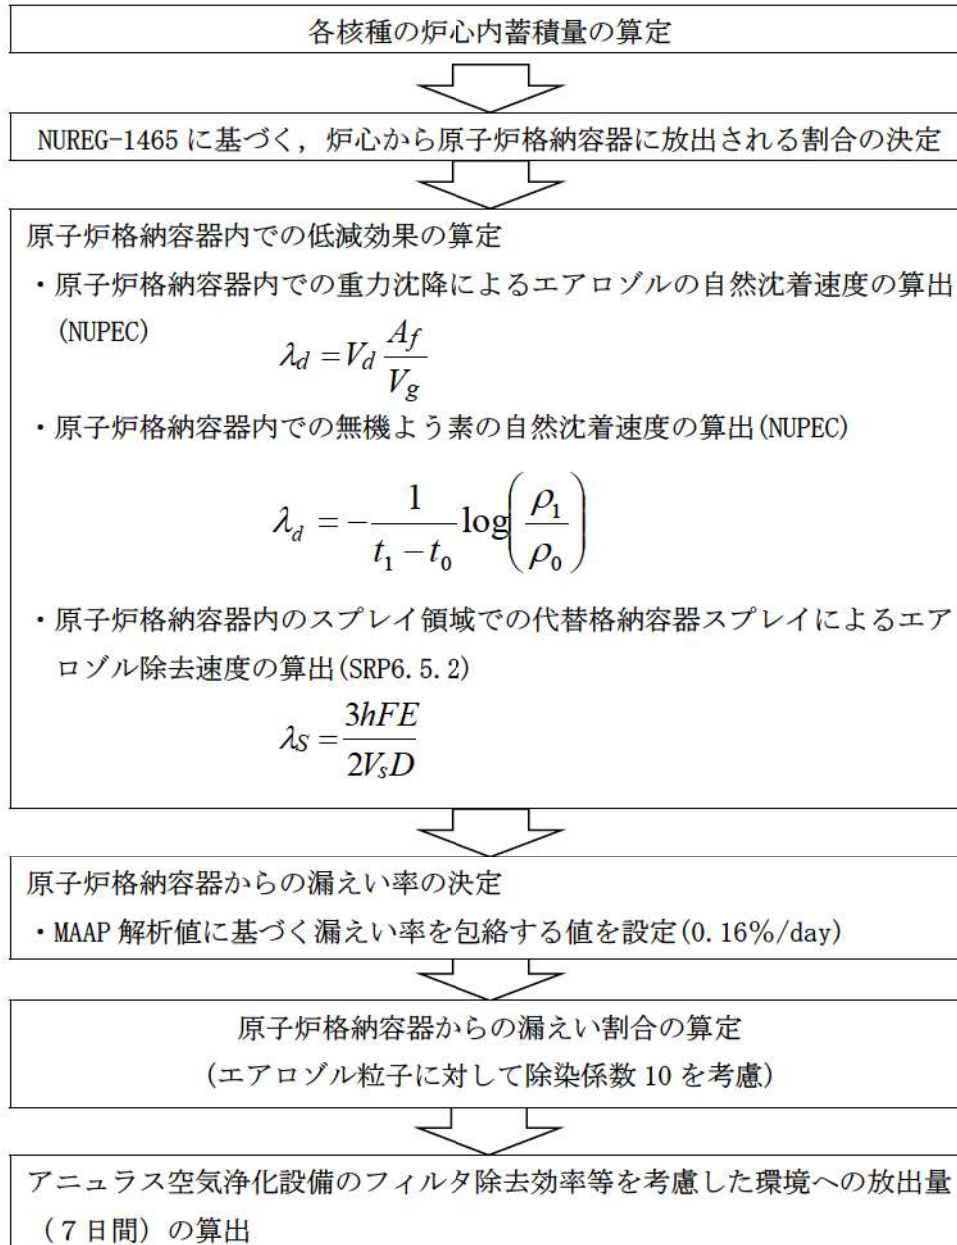 各核種の炉心内蓄積量の算定
NUREG-1465 に基づく，炉心から原子炉格納容器に放出される割合の決定
原子炉格納容器内での低減効果の算定
・原子炉格納容器内での重力沈降によるエアロゾルの自然沈着速度の算出
(NUPEC)
λd = Vd Af/Vg
・原子炉格納容器内での無機よう素の自然沈着速度の算出(NUPEC)
λd = − 1/(t1 − t0) log(ρ1/ρ0)
・原子炉格納容器内のスプレイ領域での代替格納容器スプレイによるエア
ロゾル除去速度の算出(SRP6.5.2)
λS = 3hFE/2VsD
原子炉格納容器からの漏えい率の決定
・MAAP 解析値に基づく漏えい率を包絡する値を設定(0.16%/day)
原子炉格納容器からの漏えい割合の算定
(エアロゾル粒子に対して除染係数 10 を考慮)
アニュラス空気浄化設備のフィルタ除去効率等を考慮した環境への放出量
（７日間）の算出